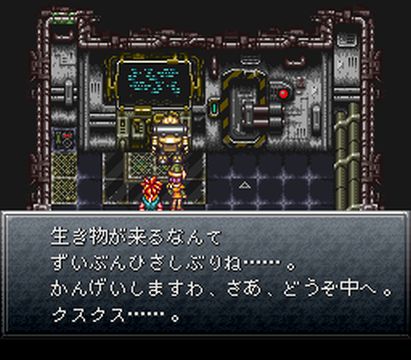 生き物が来るなんて
ずいぶんひさしぶりね……。
かんげいしますわ、さあ、どうぞ中へ。
クスクス……。